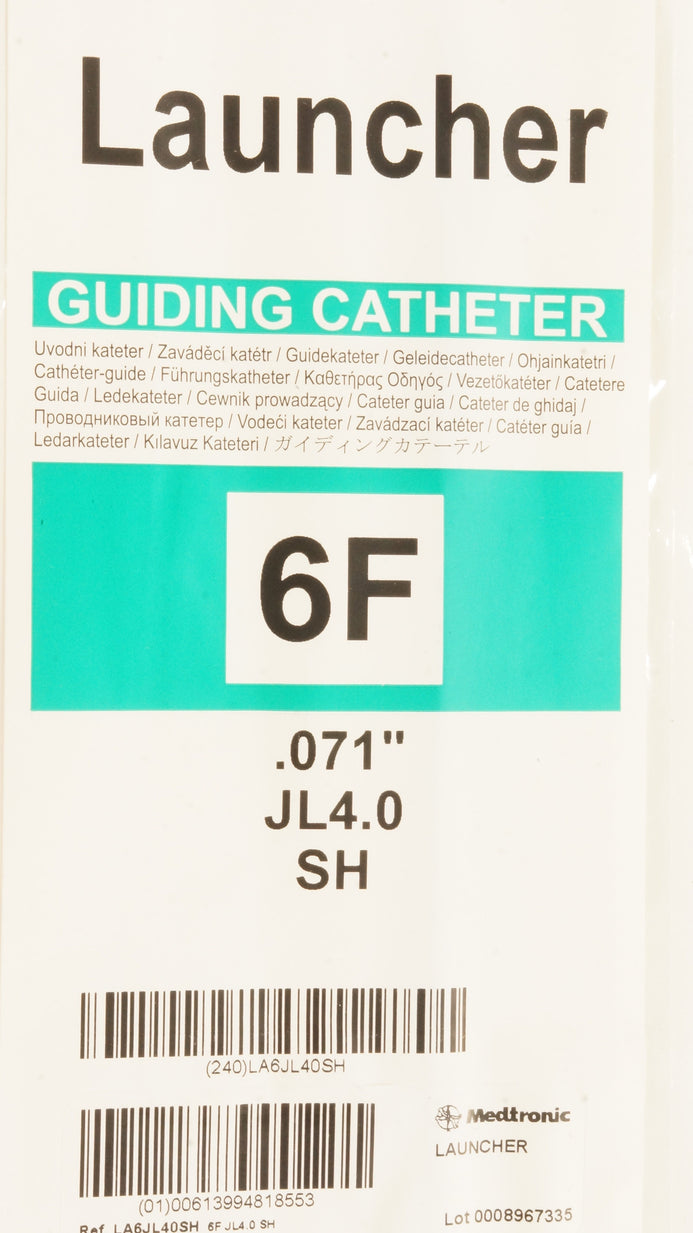 Launcher
GUIDING CATHETER
Uvodni kateter / Zaváděcí katétr / Guidekateter / Geleidecatheter / Ohjainkatetri /
Cathéter-guide / Führungskatheter / Καθετήρας Οδηγός / Vezetőkatéter / Catetere
Guida / Ledekateter / Cewnik prowadzący / Cateter guia / Cateter de ghidaj /
Проводниковый катетер / Vodeći kateter / Zavádzací katéter / Catéter guía /
Ledarkateter / Kılavuz Kateteri / ガイディングカテーテル
6F
.071"
JL4.0
SH
(240)LA6JL40SH
Medtronic
LAUNCHER
(01)00613994818553
Ref LA6JL40SH 6F JL4.0 SH
Lot 0008967335